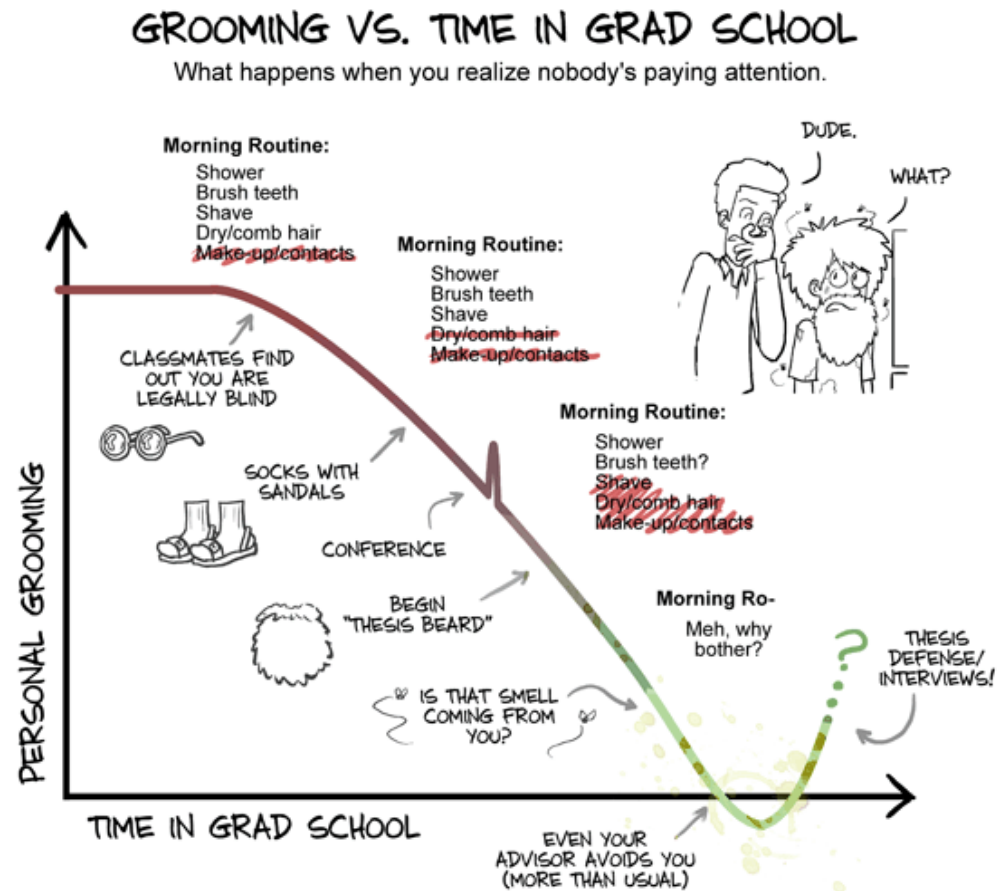 GROOMING VS. TIME IN GRAD SCHOOL
What happens when you realize nobody's paying attention.
DUDE.
WHAT?
Morning Routine:
Shower
Brush teeth
Shave
Dry/comb hair
Make-up/contacts
Morning Routine:
Shower
Brush teeth
Shave
Dry/comb hair
Make-up/contacts
Morning Routine:
Shower
Brush teeth?
Shave
Dry/comb hair
Make-up/contacts
Morning Ro-
Meh, why
bother?
CLASSMATES FIND
OUT YOU ARE
LEGALLY BLIND
SOCKS WITH
SANDALS
CONFERENCE
BEGIN
"THESIS BEARD"
IS THAT SMELL
COMING FROM
YOU?
EVEN YOUR
ADVISOR AVOIDS YOU
(MORE THAN USUAL)
?
THESIS
DEFENSE/
INTERVIEWS!
PERSONAL GROOMING
TIME IN GRAD SCHOOL